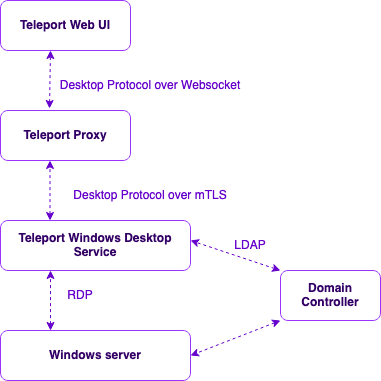 Teleport Web UI
Desktop Protocol over Websocket
Teleport Proxy
Desktop Protocol over mTLS
Teleport Windows Desktop
Service
LDAP
RDP
Domain
Controller
Windows server